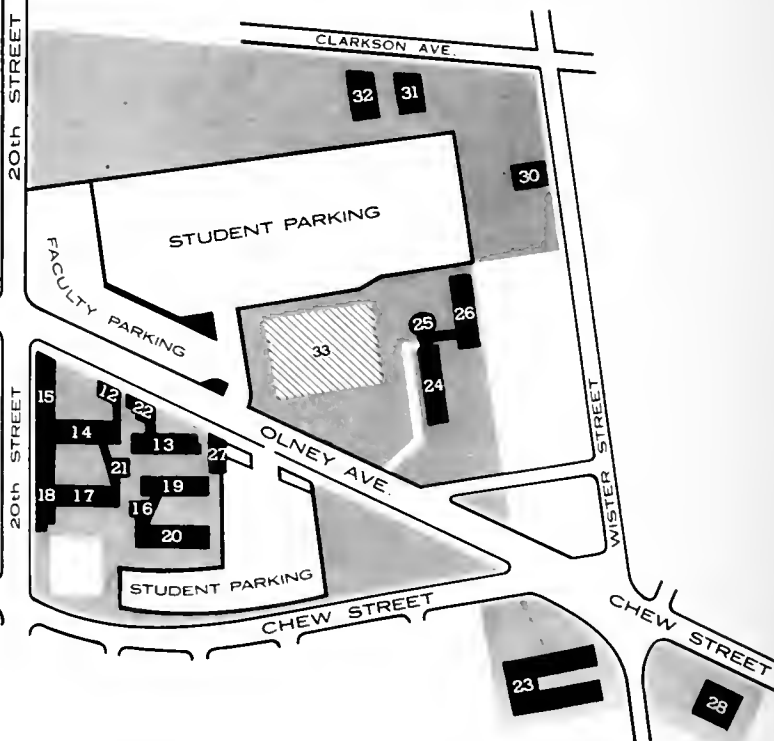 20th STREET
CLARKSON AVE.
32
31
30
STUDENT PARKING
FACULTY PARKING
26
25
33
24
15
12
22
14
13
27
21
OLNEY AVE.
18
17
19
16
20
20th STREET
WISTER STREET
STUDENT PARKING
CHEW STREET
CHEW STREET
23
28